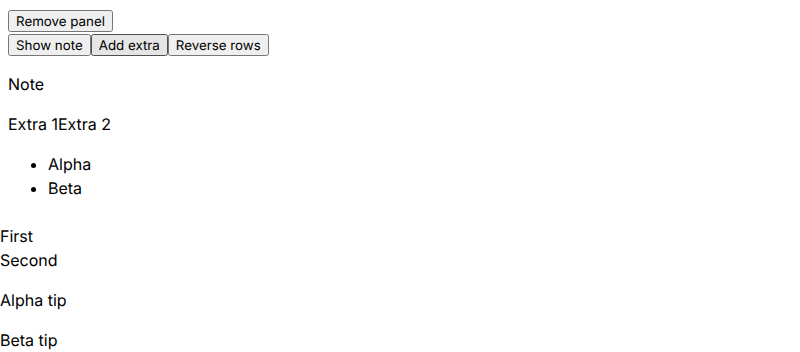 Remove panel
Show note Add extra Reverse rows
Note
Extra 1Extra 2
Alpha
Beta
First
Second
Alpha tip
Beta tip